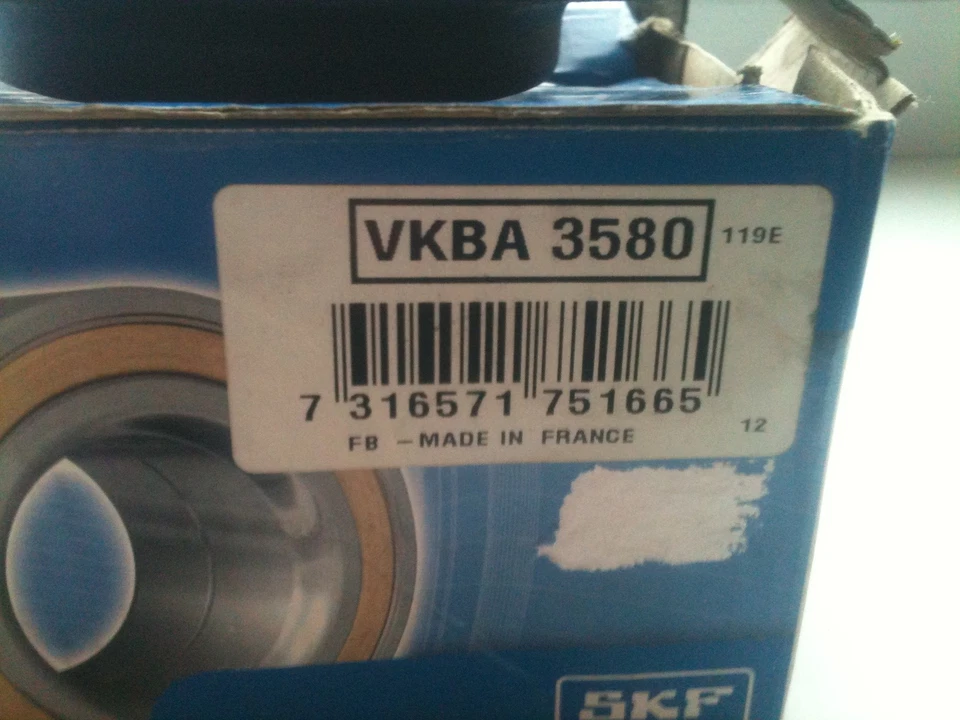 VKBA 3580
119E
7 316571 751665
FB – MADE IN FRANCE
12
SKF